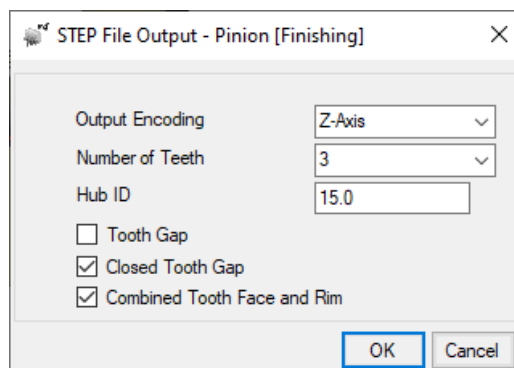 STEP File Output - Pinion [Finishing]
Output Encoding Z-Axis
Number of Teeth 3
Hub ID 15.0
Tooth Gap
Closed Tooth Gap
Combined Tooth Face and Rim
OK Cancel